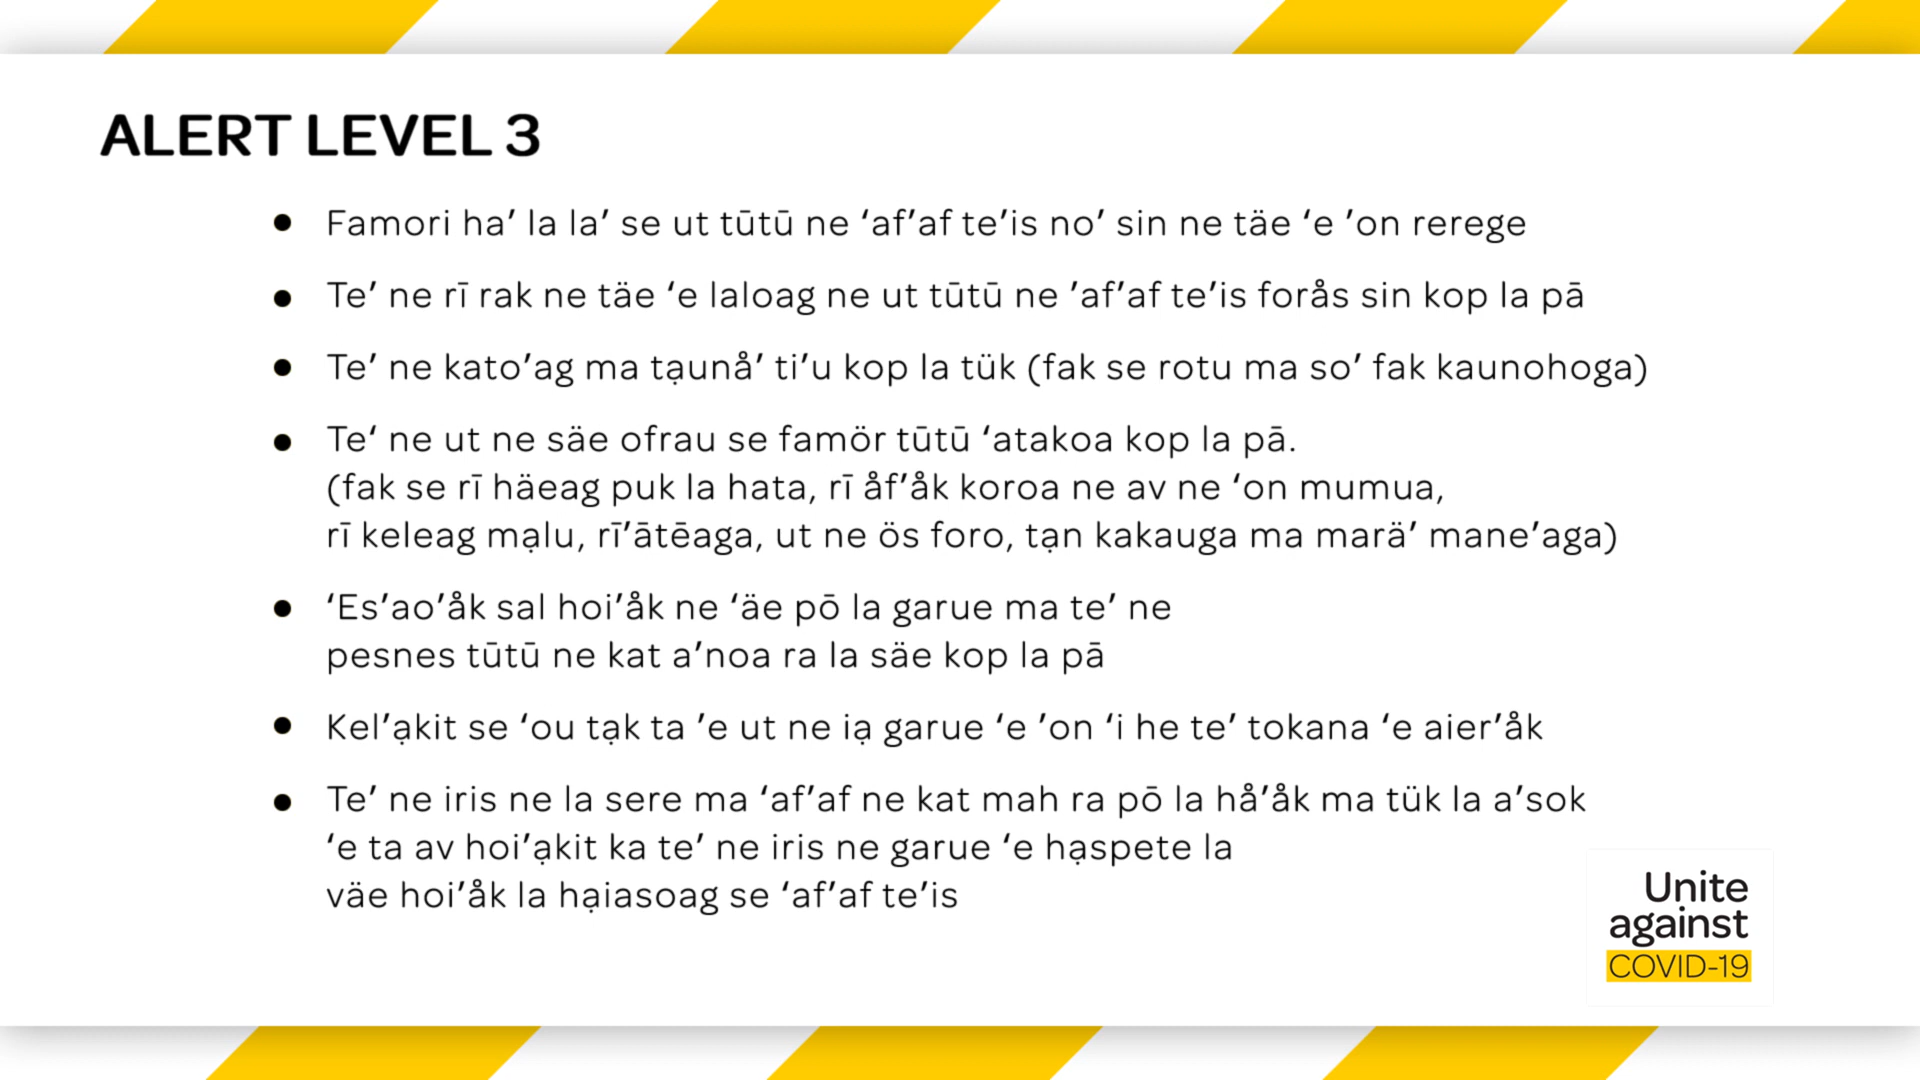 ALERT LEVEL 3
● Famori ha’ la la’ se ut tūtū ne ‘af’af te’is no’ sin ne täe ‘e ’on rerege
● Te’ ne rī rak ne täe ‘e laloag ne ut tūtū ne ’af’af te’is forås sin kop la pā
● Te’ ne kato’ag ma tạunå’ ti’u kop la tük (fak se rotu ma so’ fak kaunohoga)
● Te‘ ne ut ne säe ofrau se famör tūtū ‘atakoa kop la pā.
(fak se rī häeag puk la hata, rī åf’åk koroa ne av ne ‘on mumua,
rī keleag mạlu, rī’ātēaga, ut ne ös foro, tạn kakauga ma marä’ mane’aga)
● ‘Es’ao’åk sal hoi’åk ne ‘äe pō la garue ma te’ ne
pesnes tūtū ne kat a’noa ra la säe kop la pā
● Kel’ạkit se ‘ou tạk ta ’e ut ne iạ garue ‘e ’on ‘i he te’ tokana ‘e aier’åk
● Te’ ne iris ne la sere ma ‘af’af ne kat mah ra pō la hå’åk ma tük la a’sok
‘e ta av hoi’ạkit ka te’ ne iris ne garue ‘e hạspete la
väe hoi’åk la hạiasoag se ‘af’af te’is
Unite
against
COVID-19